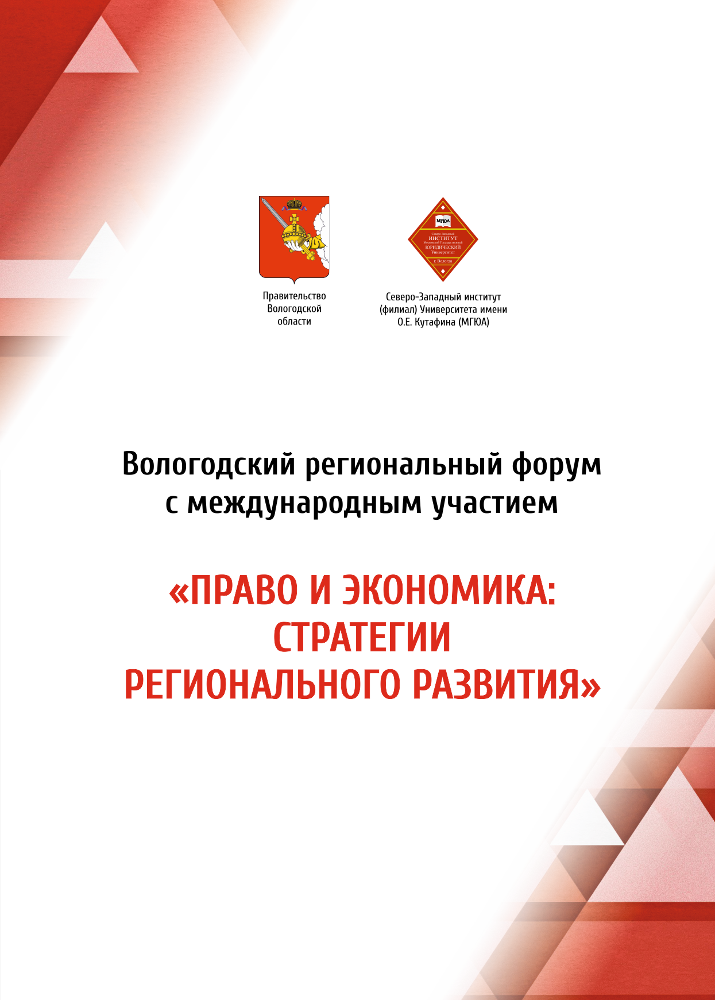 МГЮА
Северо-Западный
ИНСТИТУТ
Московский Государственный
ЮРИДИЧЕСКИЙ
Университет
г. Вологда
Правительство
Вологодской
области
Северо-Западный институт
(филиал) Университета имени
О.Е. Кутафина (МГЮА)
Вологодский региональный форум
с международным участием
«ПРАВО И ЭКОНОМИКА:
СТРАТЕГИИ
РЕГИОНАЛЬНОГО РАЗВИТИЯ»